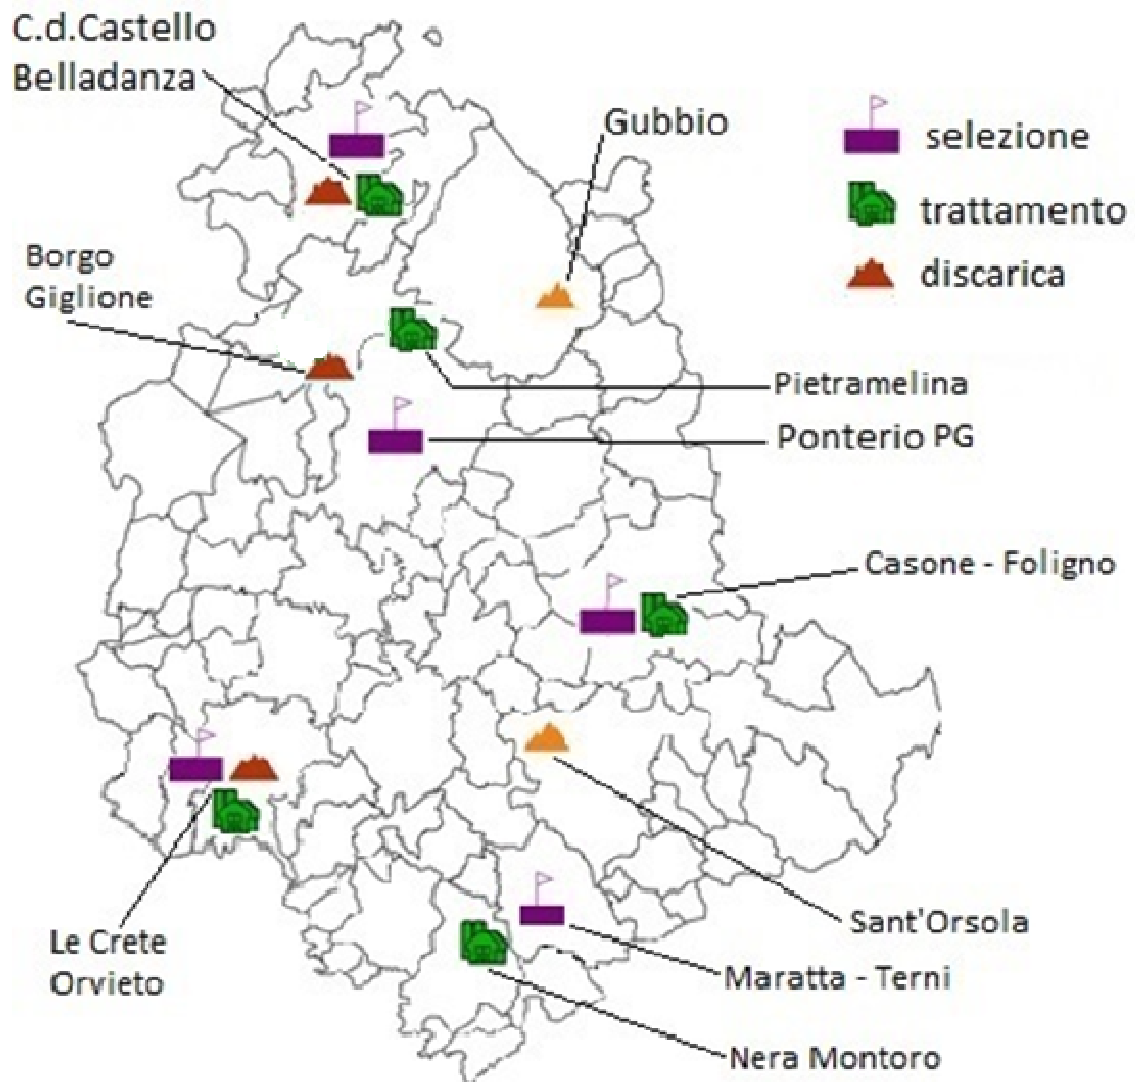 C.d.Castello
Belladanza
Gubbio
selezione
trattamento
discarica
Borgo
Giglione
Pietramelina
Ponterio PG
Casone - Foligno
Le Crete
Orvieto
Sant'Orsola
Maratta - Terni
Nera Montoro